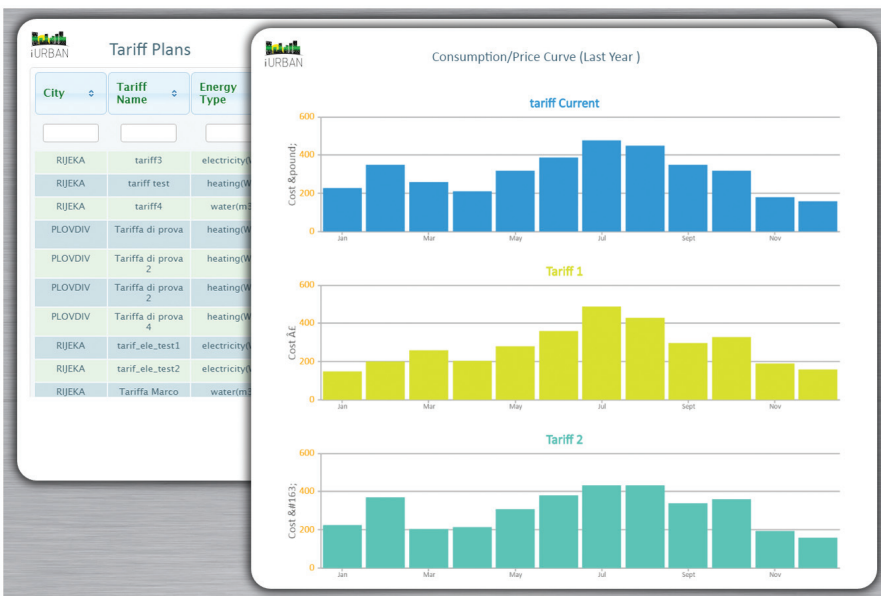 iURBAN
Tariff Plans
City
Tariff Name
Energy Type
RIJEKA tariff3 electricity(W
RIJEKA tariff test heating(W
RIJEKA tariff4 water(m3
PLOVDIV Tariffa di prova heating(W
PLOVDIV Tariffa di prova 2 heating(W
PLOVDIV Tariffa di prova 2 heating(W
PLOVDIV Tariffa di prova 4 heating(W
RIJEKA tarif_ele_test1 electricity(W
RIJEKA tarif_ele_test2 electricity(W
RIJEKA Tariffa Marco water(m3
iURBAN
Consumption/Price Curve (Last Year )
tariff Current
Cost &pound;
600
400
200
0
Jan Mar May Jul Sept Nov
Tariff 1
Cost Â£
600
400
200
0
Jan Mar May Jul Sept Nov
Tariff 2
Cost &#163;
600
400
200
0
Jan Mar May Jul Sept Nov